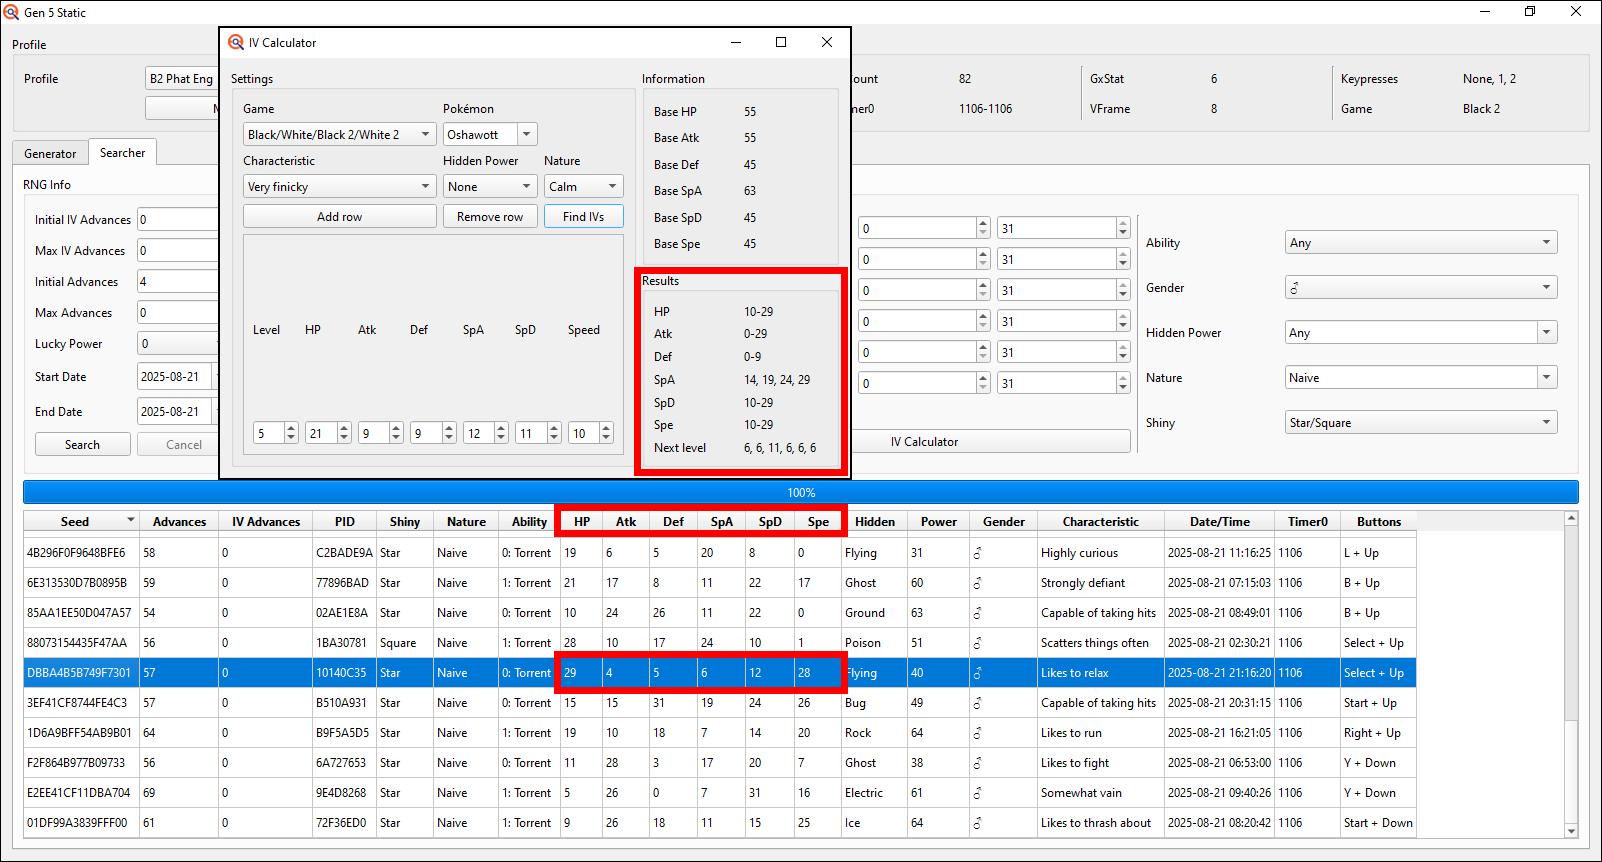 Gen 5 Static
Profile
Profile B2 Phat Eng
Count 82
GxStat 6
Keypresses None, 1, 2
1106-1106
VFrame 8
Game Black 2
IV Calculator
Settings
Game Pokémon
Black/White/Black 2/White 2 Oshawott
Characteristic Hidden Power Nature
Very finicky None Calm
Add row Remove row Find IVs
Level HP Atk Def SpA SpD Speed
5 21 9 9 12 11 10
Information
Base HP 55
Base Atk 55
Base Def 45
Base SpA 63
Base SpD 45
Base Spe 45
Results
HP 10-29
Atk 0-29
Def 0-9
SpA 14, 19, 24, 29
SpD 10-29
Spe 10-29
Next level 6, 6, 11, 6, 6, 6
Generator Searcher
RNG Info
Initial IV Advances 0
Max IV Advances 0
Initial Advances 4
Max Advances 0
Lucky Power 0
Start Date 2025-08-21
End Date 2025-08-21
Search Cancel
0 31
0 31
0 31
0 31
0 31
0 31
IV Calculator
Ability Any
Gender ♂
Hidden Power Any
Nature Naive
Shiny Star/Square
100%
Seed Advances IV Advances PID Shiny Nature Ability HP Atk Def SpA SpD Spe Hidden Power Gender Characteristic Date/Time Timer0 Buttons
4B296F0F9648BFE6 58 0 C2BADE9A Star Naive 0: Torrent 19 6 5 20 8 0 Flying 31 ♂ Highly curious 2025-08-21 11:16:25 1106 L + Up
6E313530D7B0895B 59 0 77896BAD Star Naive 1: Torrent 21 17 8 11 22 17 Ghost 60 ♂ Strongly defiant 2025-08-21 07:15:03 1106 B + Up
85AA1EE50D047A57 54 0 02AE1E8A Star Naive 0: Torrent 10 24 26 11 22 0 Ground 63 ♂ Capable of taking hits 2025-08-21 08:49:01 1106 B + Up
88073154435F47AA 56 0 1BA30781 Square Naive 1: Torrent 28 10 17 24 10 1 Poison 51 ♂ Scatters things often 2025-08-21 02:30:21 1106 Select + Up
DBBA4B5B749F7301 57 0 10140C35 Star Naive 0: Torrent 29 4 5 6 12 28 Flying 40 ♂ Likes to relax 2025-08-21 21:16:20 1106 Select + Up
3EF41CF8744FE4C3 57 0 B510A931 Star Naive 0: Torrent 15 15 31 19 24 26 Bug 49 ♂ Capable of taking hits 2025-08-21 20:31:15 1106 Start + Up
1D6A9BFF54AB9B01 64 0 B9F5A5D5 Star Naive 1: Torrent 19 10 18 7 14 20 Rock 64 ♂ Likes to run 2025-08-21 16:21:05 1106 Right + Up
F2F864B977B09733 56 0 6A727653 Star Naive 0: Torrent 11 28 3 17 20 7 Ghost 38 ♂ Likes to fight 2025-08-21 06:53:00 1106 Y + Down
E2EE41CF11DBA704 69 0 9E4D8268 Star Naive 1: Torrent 5 26 0 7 31 16 Electric 61 ♂ Somewhat vain 2025-08-21 09:40:26 1106 Y + Down
01DF99A3839FFF00 61 0 72F36ED0 Star Naive 1: Torrent 9 26 18 11 15 25 Ice 64 ♂ Likes to thrash about 2025-08-21 08:20:42 1106 Start + Down